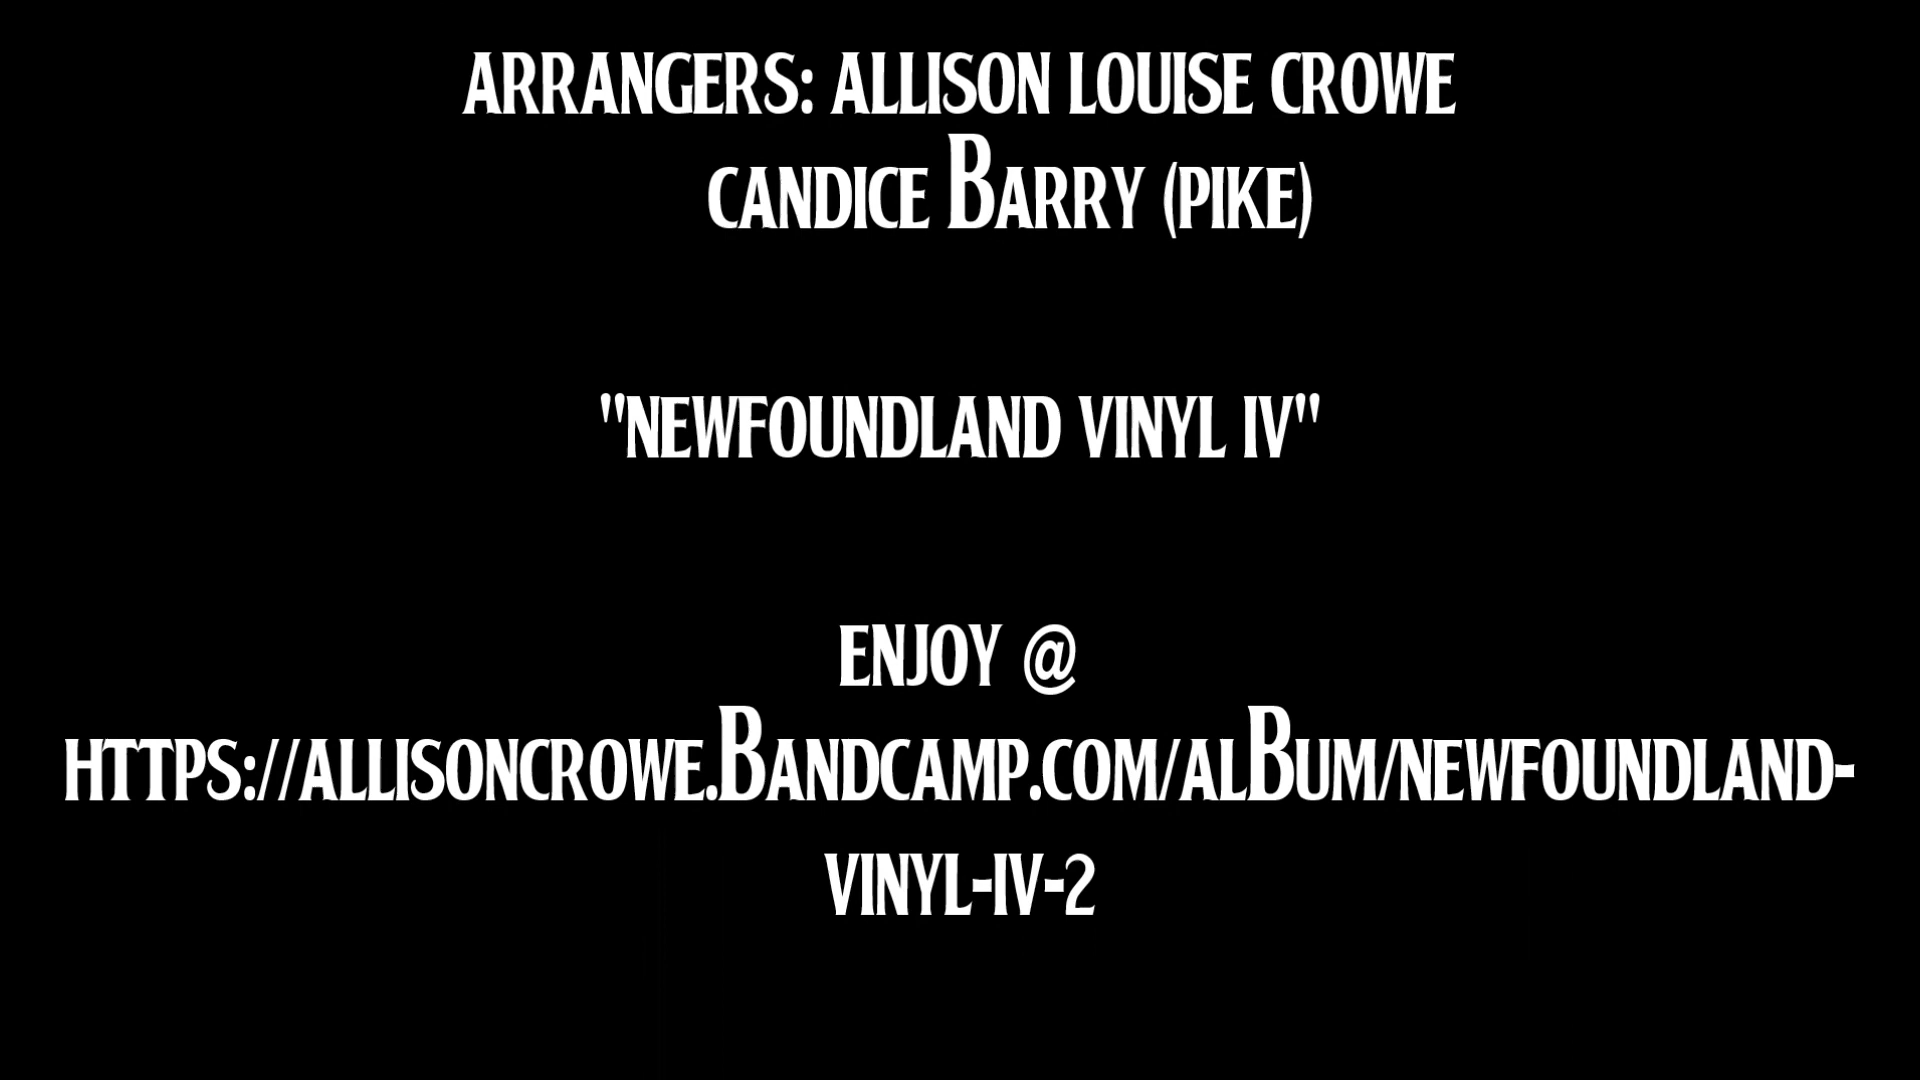 ARRANGERS: ALLISON LOUISE CROWE
CANDICE BARRY (PIKE)
"NEWFOUNDLAND VINYL IV"
ENJOY @
HTTPS://ALLISONCROWE.BANDCAMP.COM/ALBUM/NEWFOUNDLAND-
VINYL-IV-2